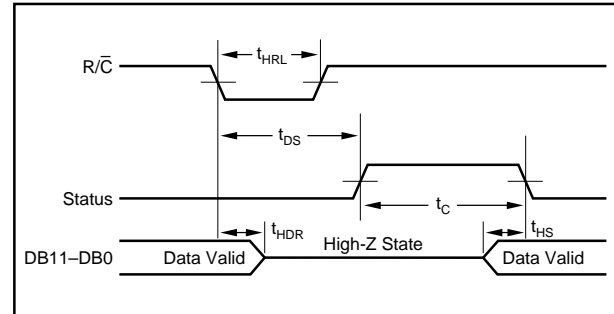 R/C̅
t_HRL
t_DS
Status
t_C
t_HDR
High-Z State
t_HS
DB11–DB0
Data Valid
Data Valid